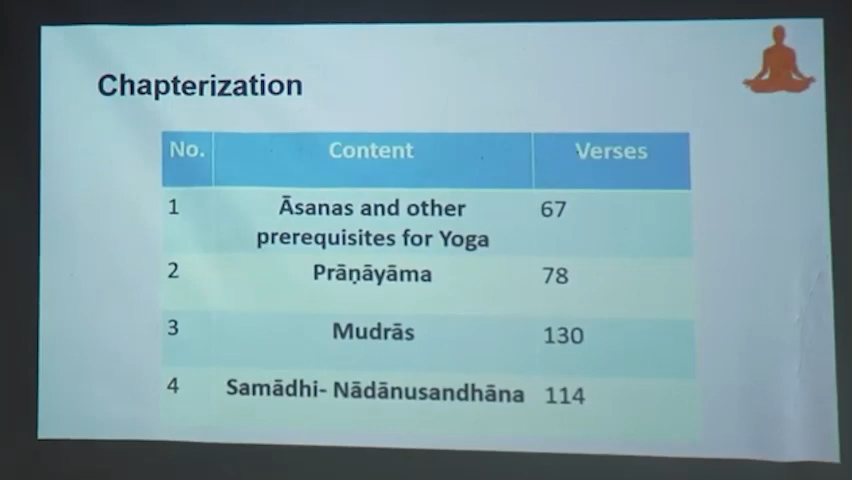 Chapterization
No. Content Verses
1 Āsanas and other prerequisites for Yoga 67
2 Prāṇāyāma 78
3 Mudrās 130
4 Samādhi- Nādānusandhāna 114